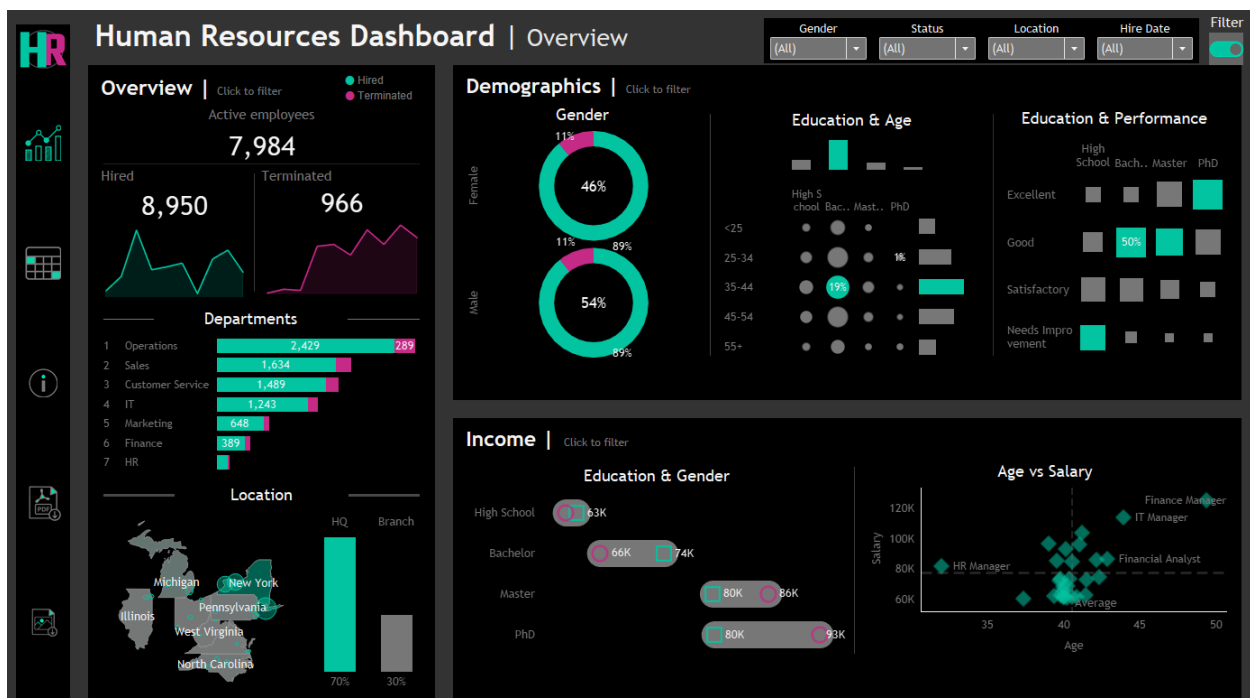 HR
Human Resources Dashboard | Overview
Gender
Status
Location
Hire Date
Filter
(All)
(All)
(All)
(All)
Overview | Click to filter
Hired
Terminated
Active employees
7,984
Hired
Terminated
8,950
966
Departments
1 Operations 2,429 289
2 Sales 1,634
3 Customer Service 1,489
4 IT 1,243
5 Marketing 648
6 Finance 389
7 HR
Location
HQ
Branch
Michigan
New York
Illinois
Pennsylvania
West Virginia
North Carolina
70%
30%
PDF
Demographics | Click to filter
Gender
Female
11%
46%
89%
Male
11%
54%
89%
Education & Age
High S
chool Bac.. Mast.. PhD
<25
25-34
35-44 19%
45-54
55+
Education & Performance
High
School Bach.. Master PhD
Excellent
Good 50%
Satisfactory
Needs Impro
vement
Income | Click to filter
Education & Gender
High School 63K
Bachelor 66K 74K
Master 80K 86K
PhD 80K 93K
Age vs Salary
Salary
120K
100K
80K
60K
Finance Manager
IT Manager
Financial Analyst
HR Manager
Average
35 40 45 50
Age